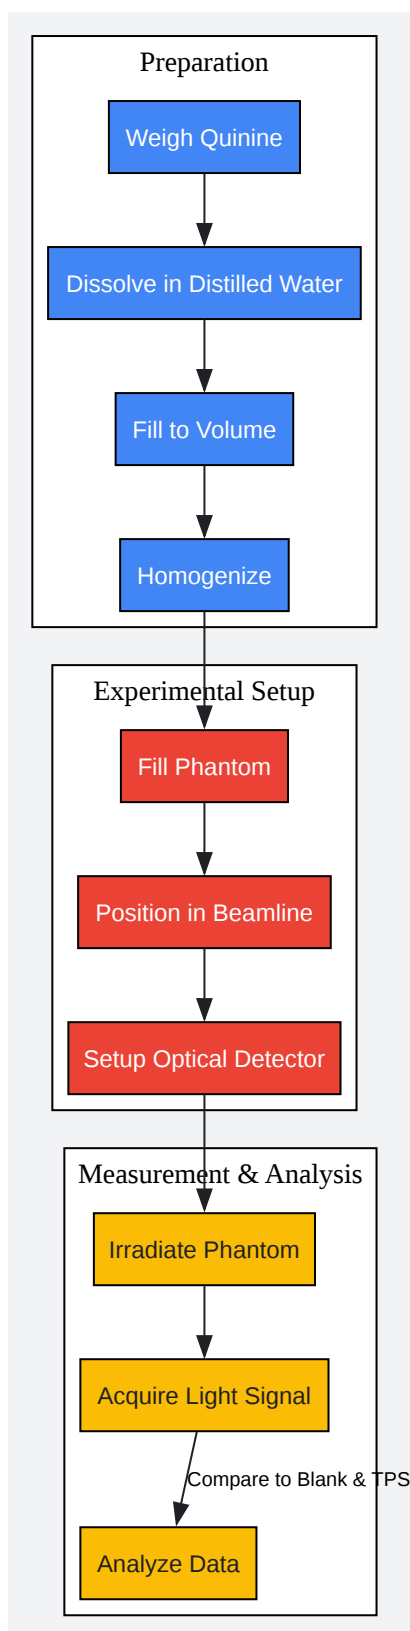 Preparation
Weigh Quinine
Dissolve in Distilled Water
Fill to Volume
Homogenize
Experimental Setup
Fill Phantom
Position in Beamline
Setup Optical Detector
Measurement & Analysis
Irradiate Phantom
Acquire Light Signal
Compare to Blank & TPS
Analyze Data